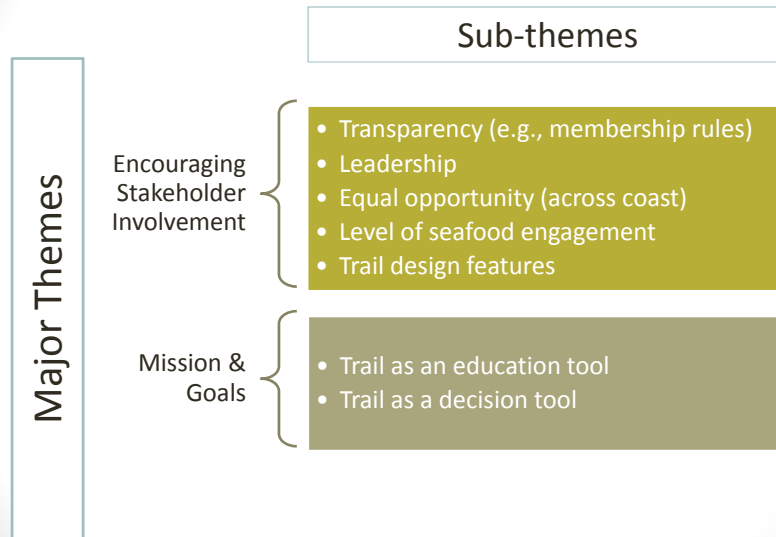 Sub-themes
Major Themes
Encouraging
Stakeholder
Involvement
• Transparency (e.g., membership rules)
• Leadership
• Equal opportunity (across coast)
• Level of seafood engagement
• Trail design features
Mission &
Goals
• Trail as an education tool
• Trail as a decision tool